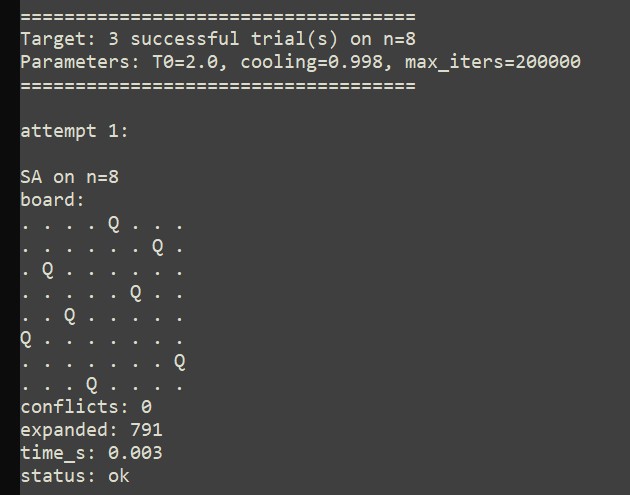 ====================================
Target: 3 successful trial(s) on n=8
Parameters: T0=2.0, cooling=0.998, max_iters=200000
====================================
attempt 1:
SA on n=8
board:
. . . . Q . . .
. . . . . . Q .
. Q . . . . . .
. . . . . Q . .
. . Q . . . . .
Q . . . . . . .
. . . . . . . Q
. . . Q . . . .
conflicts: 0
expanded: 791
time_s: 0.003
status: ok